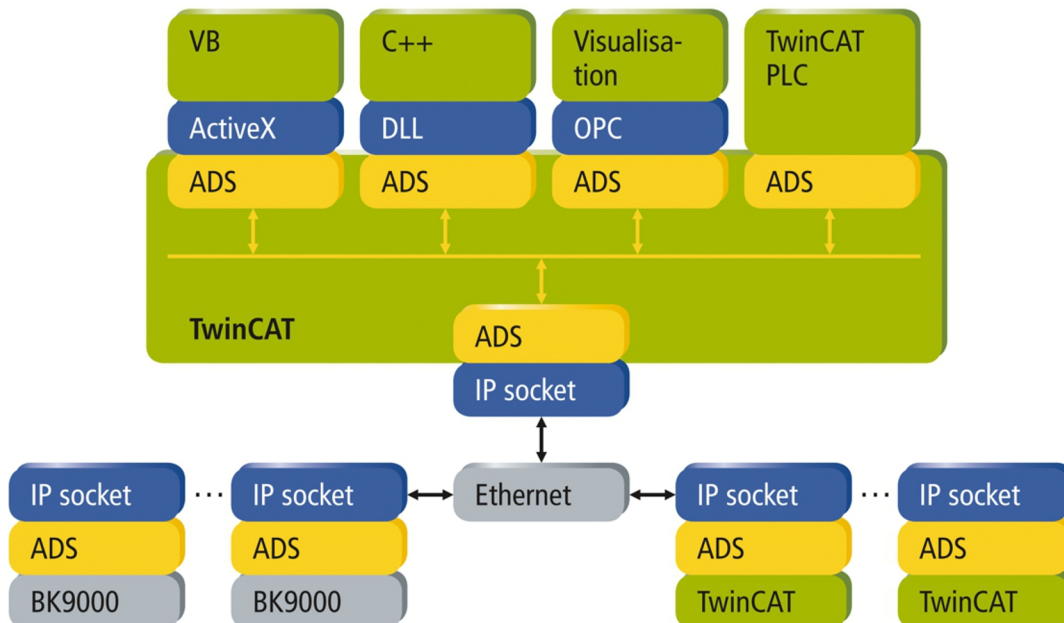 VB
C++
Visualisa-
tion
TwinCAT
PLC
ActiveX
DLL
OPC
ADS
ADS
ADS
ADS
TwinCAT
ADS
IP socket
IP socket
...
IP socket
Ethernet
IP socket
...
IP socket
ADS
ADS
ADS
ADS
BK9000
BK9000
TwinCAT
TwinCAT